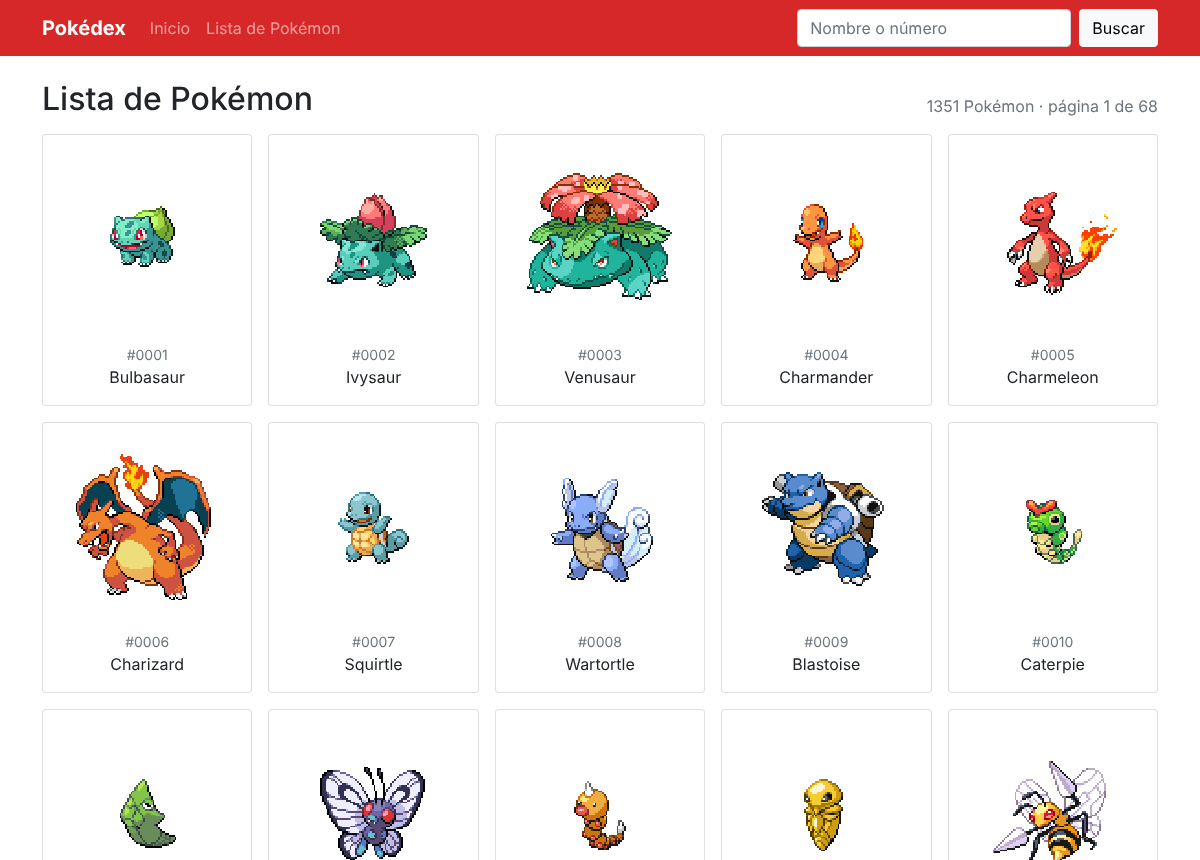 Pokédex Inicio Lista de Pokémon Nombre o número Buscar
Lista de Pokémon
1351 Pokémon · página 1 de 68
#0001 #0002 #0003 #0004 #0005
Bulbasaur Ivysaur Venusaur Charmander Charmeleon
#0006 #0007 #0008 #0009 #0010
Charizard Squirtle Wartortle Blastoise Caterpie